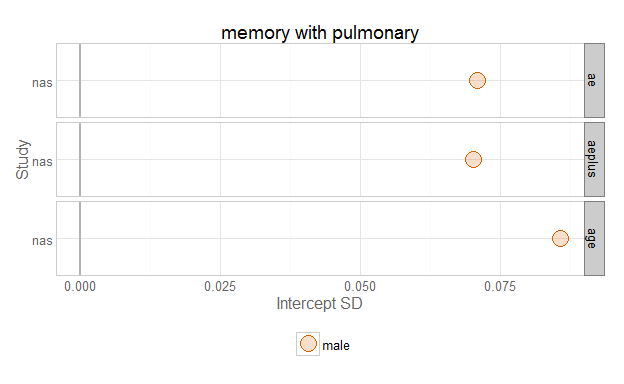 memory with pulmonary
nas
ae
Study
nas
aeplus
nas
age
0.000 0.025 0.050 0.075
Intercept SD
male